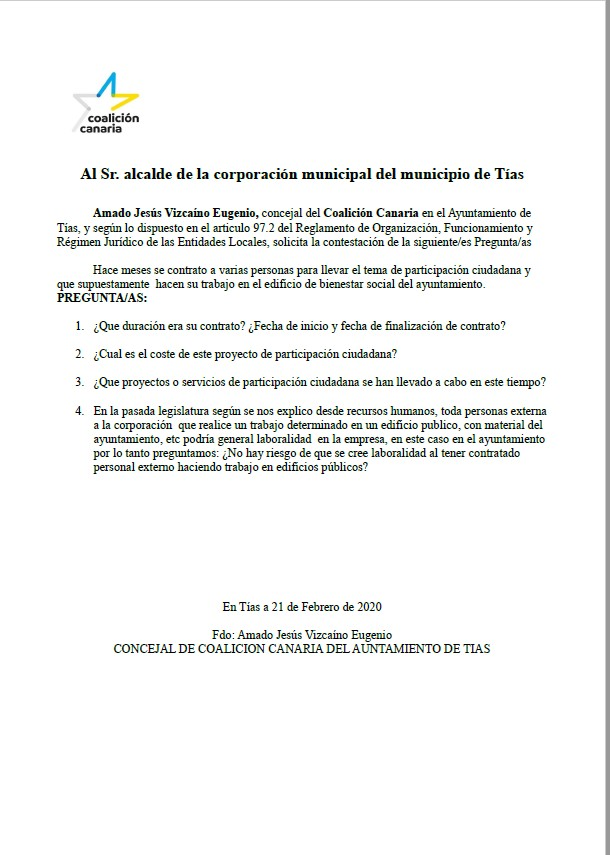 coalición
canaria
Al Sr. alcalde de la corporación municipal del municipio de Tías
Amado Jesús Vizcaíno Eugenio, concejal del Coalición Canaria en el Ayuntamiento de
Tías, y según lo dispuesto en el articulo 97.2 del Reglamento de Organización, Funcionamiento y
Régimen Jurídico de las Entidades Locales, solicita la contestación de la siguiente/es Pregunta/as
Hace meses se contrato a varias personas para llevar el tema de participación ciudadana y
que supuestamente hacen su trabajo en el edificio de bienestar social del ayuntamiento.
PREGUNTA/AS:
1. ¿Que duración era su contrato? ¿Fecha de inicio y fecha de finalización de contrato?
2. ¿Cual es el coste de este proyecto de participación ciudadana?
3. ¿Que proyectos o servicios de participación ciudadana se han llevado a cabo en este tiempo?
4. En la pasada legislatura según se nos explico desde recursos humanos, toda personas externa
a la corporación que realice un trabajo determinado en un edificio publico, con material del
ayuntamiento, etc podría general laboralidad en la empresa, en este caso en el ayuntamiento
por lo tanto preguntamos: ¿No hay riesgo de que se cree laboralidad al tener contratado
personal externo haciendo trabajo en edificios públicos?
En Tías a 21 de Febrero de 2020
Fdo: Amado Jesús Vizcaíno Eugenio
CONCEJAL DE COALICION CANARIA DEL AUNTAMIENTO DE TIAS